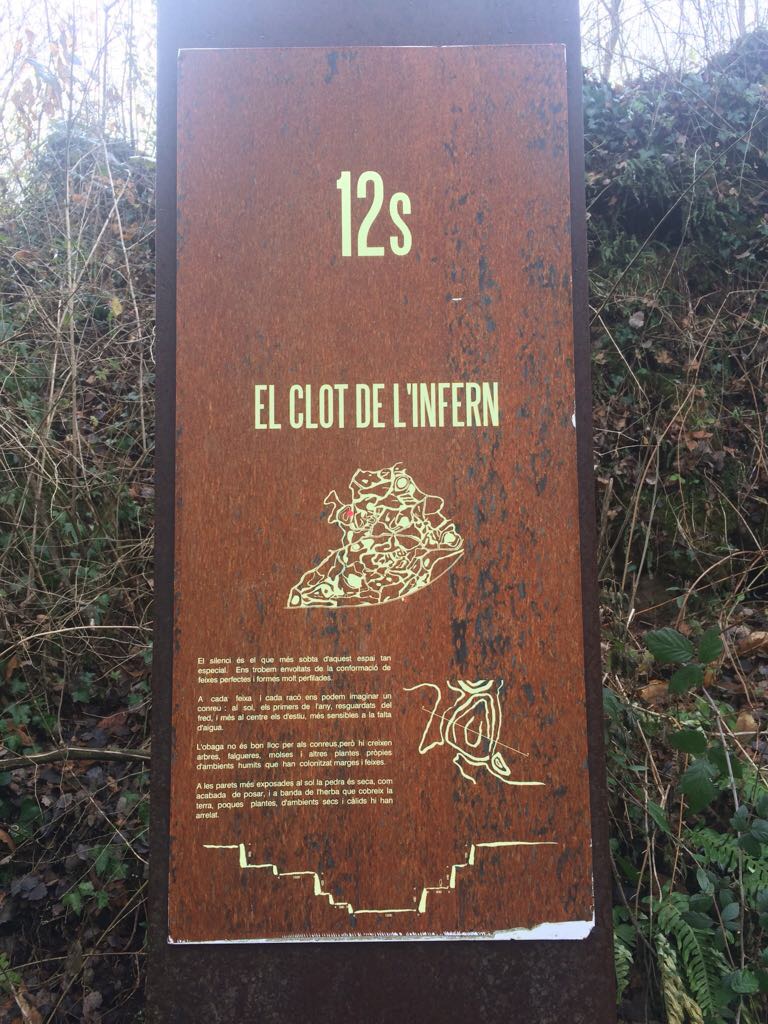 12s
EL CLOT DE L'INFERN
El silenci és el que més sobta d'aquest espai tan
especial. Ens trobem envoltats de la conformació de
feixes perfectes i formes molt perfilades.
A cada feixa i cada racó ens podem imaginar un
conreu : al sol, els primers de l'any, resguardats del
fred, i més al centre els d'estiu, més sensibles a la falta
d'aigua.
L'obaga no és bon lloc per als conreus,però hi creixen
arbres, falgueres, molses i altres plantes pròpies
d'ambients humits que han colonitzat marges i feixes.
A les parets més exposades al sol la pedra és seca, com
acabada de posar, i a banda de l'herba que cobreix la
terra, poques plantes, d'ambients secs i càlids hi han
arrelat.